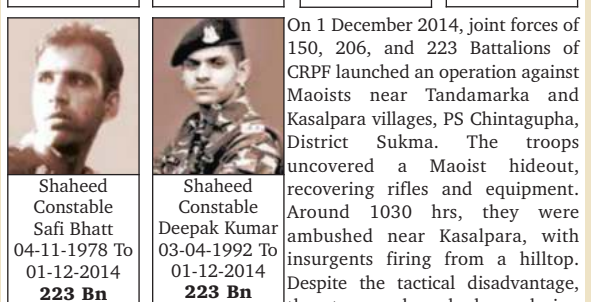 Shaheed
Constable
Safi Bhatt
04-11-1978 To
01-12-2014
223 Bn
Shaheed
Constable
Deepak Kumar
03-04-1992 To
01-12-2014
223 Bn
On 1 December 2014, joint forces of
150, 206, and 223 Battalions of
CRPF launched an operation against
Maoists near Tandamarka and
Kasalpara villages, PS Chintagupha,
District Sukma. The troops
uncovered a Maoist hideout,
recovering rifles and equipment.
Around 1030 hrs, they were
ambushed near Kasalpara, with
insurgents firing from a hilltop.
Despite the tactical disadvantage,